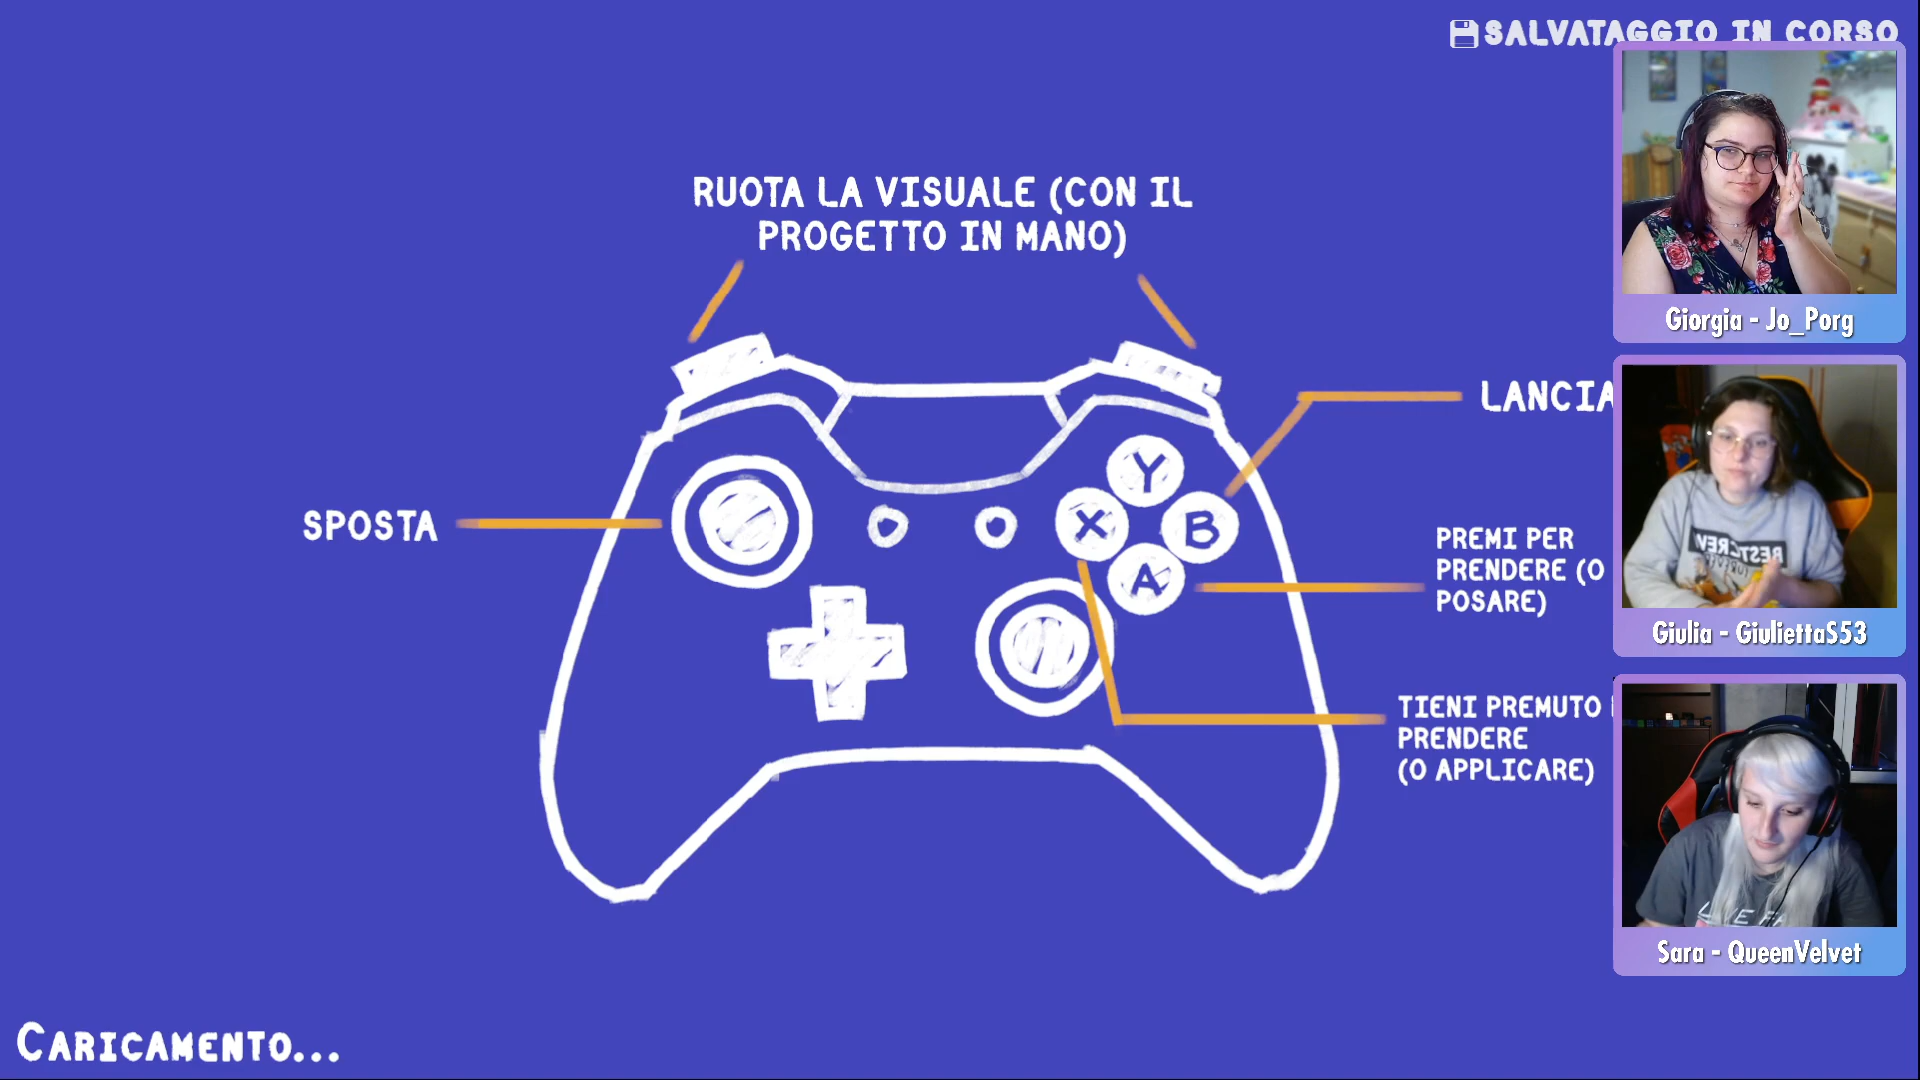 SALVATAGGIO IN CORSO
RUOTA LA VISUALE (CON IL
PROGETTO IN MANO)
LANCIA
SPOSTA
Y
X
B
A
PREMI PER
PRENDERE (O
POSARE)
TIENI PREMUTO
PRENDERE
(O APPLICARE)
CARICAMENTO...
Giorgia - Jo_Porg
Giulia - GiuliettaS53
Sara - QueenVelvet